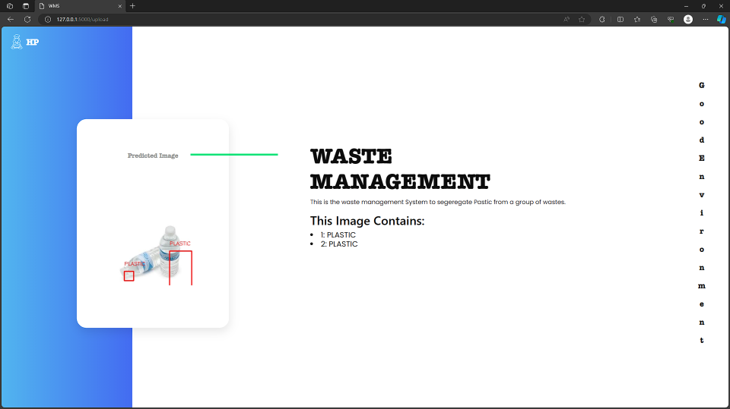 WMS
127.0.0.1:5000/upload
HP
Predicted Image
PLASTIC
PLASTIC
WASTE
MANAGEMENT
This is the waste management System to segeregate Pastic from a group of wastes.
This Image Contains:
1: PLASTIC
2: PLASTIC
G
o
o
d
E
n
v
i
r
o
n
m
e
n
t